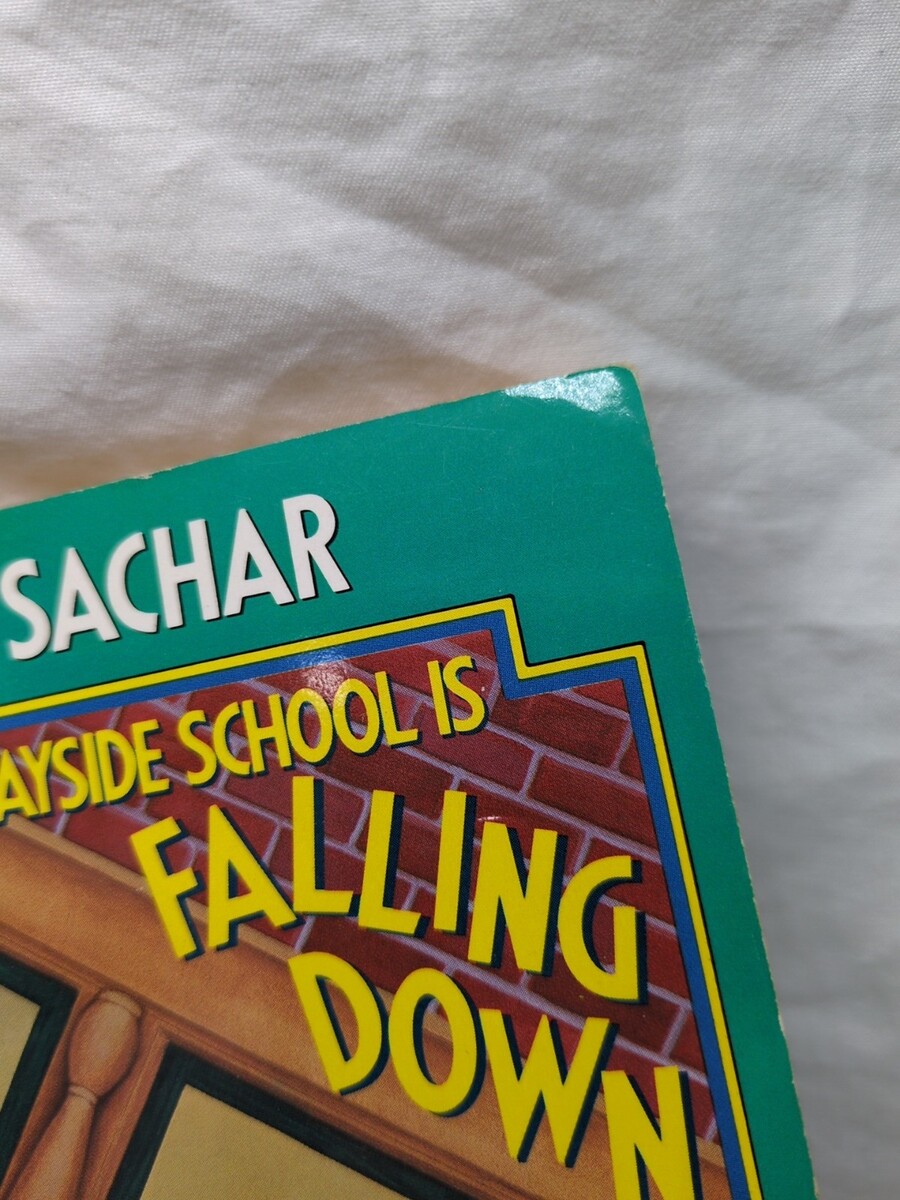 SACHAR
AYSIDE SCHOOL IS
FALLING
DOWN